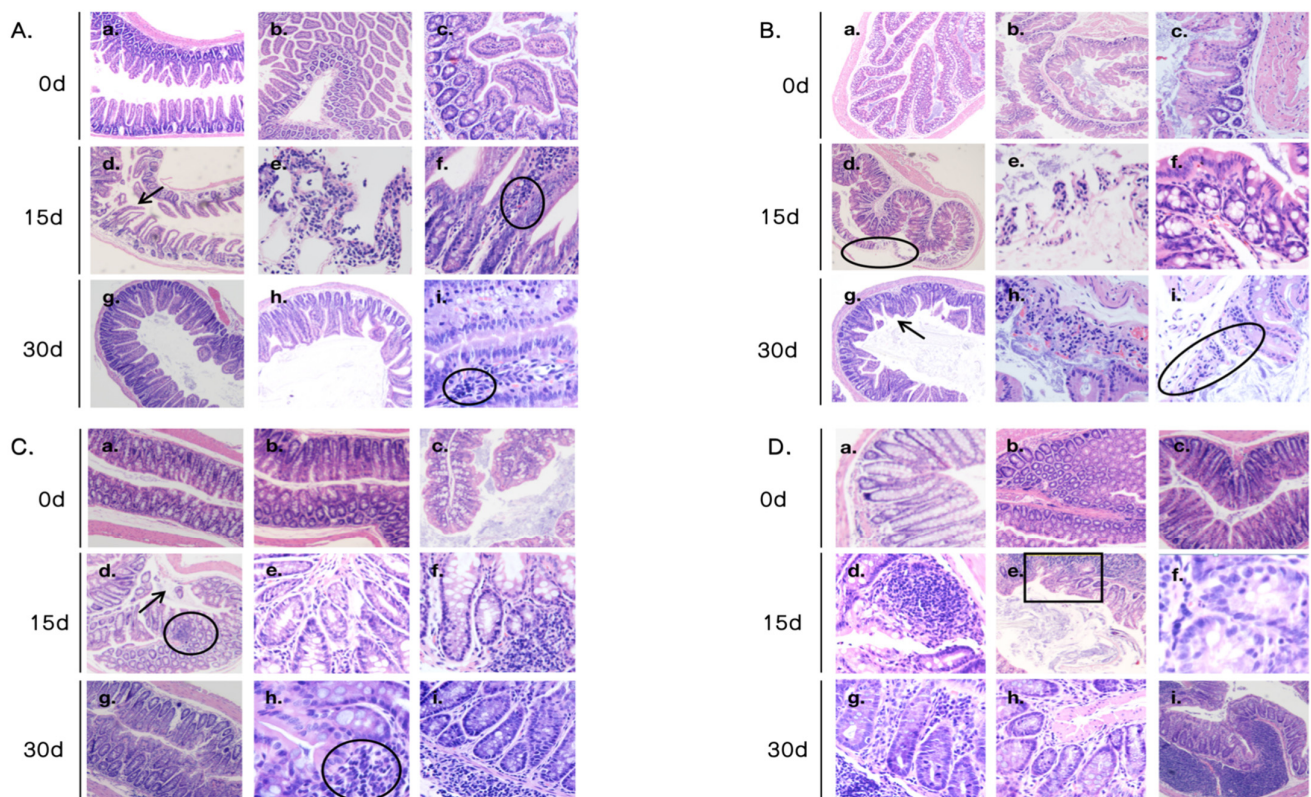 A.
0d
a.
b.
c.
15d
d.
e.
f.
30d
g.
h.
i.
B.
0d
a.
b.
c.
15d
d.
e.
f.
30d
g.
h.
i.
C.
0d
a.
b.
c.
15d
d.
e.
f.
30d
g.
h.
i.
D.
0d
a.
b.
c.
15d
d.
e.
f.
30d
g.
h.
i.